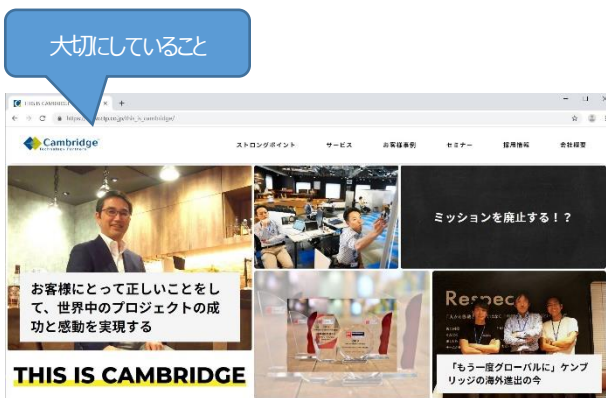 大切にしていること
THIS IS CAMBRIDGE
Cambridge
Technology Partners
ストロングポイント
サービス
お客様事例
セミナー
採用情報
会社概要
お客様にとって正しいことをし
て、世界中のプロジェクトの成
功と感動を実現する
THIS IS CAMBRIDGE
ミッションを廃止する！？
Respec
「もう一度グローバルに」ケンブ
リッジの海外進出の今